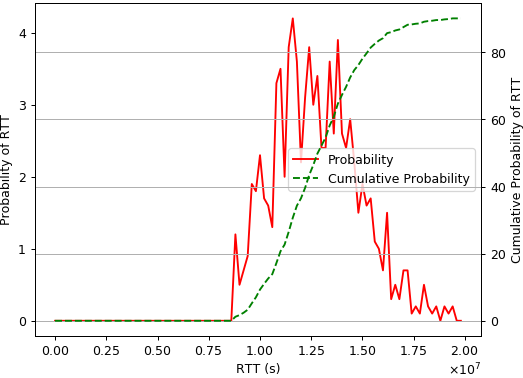 Probability of RTT
4
3
2
1
0
80
60
40
20
0
Cumulative Probability of RTT
Probability
Cumulative Probability
0.00 0.25 0.50 0.75 1.00 1.25 1.50 1.75 2.00
RTT (s)
×10⁷